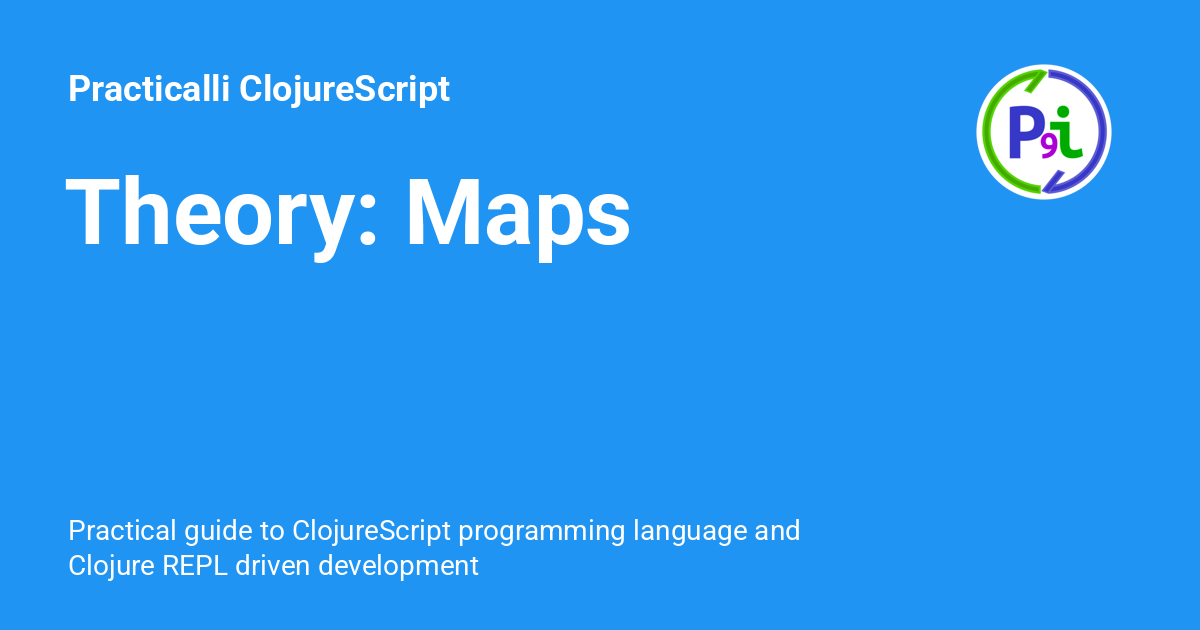 Practicalli ClojureScript
P9i
Theory: Maps
Practical guide to ClojureScript programming language and
Clojure REPL driven development